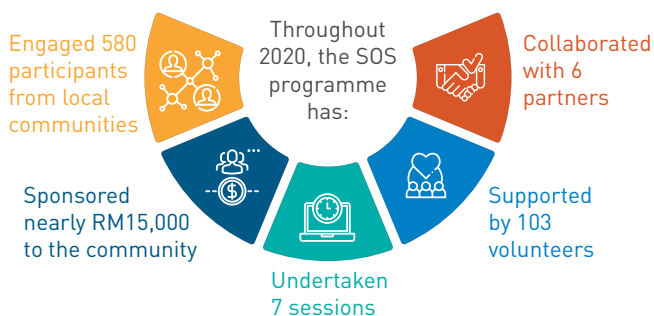 Throughout
2020, the SOS
programme
has:
Engaged 580
participants
from local
communities
Sponsored
nearly RM15,000
to the community
Undertaken
7 sessions
Supported
by 103
volunteers
Collaborated
with 6
partners